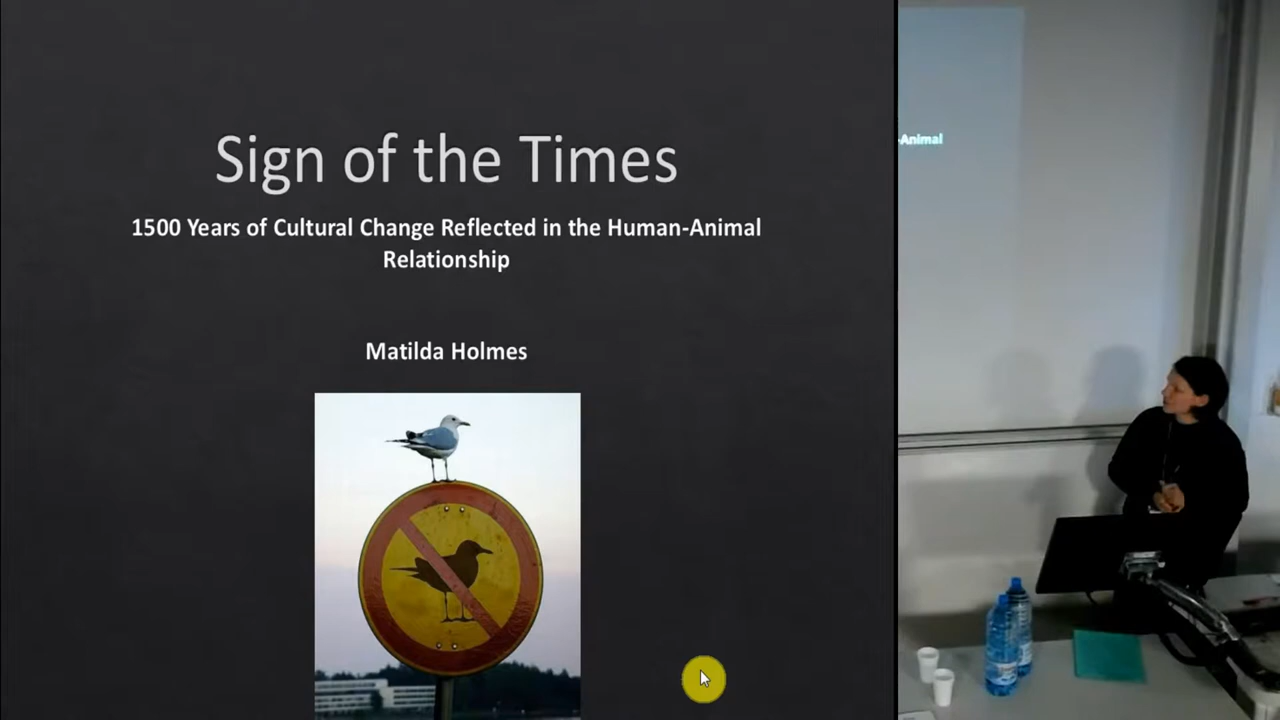 Sign of the Times
1500 Years of Cultural Change Reflected in the Human-Animal
Relationship
Matilda Holmes
-Animal